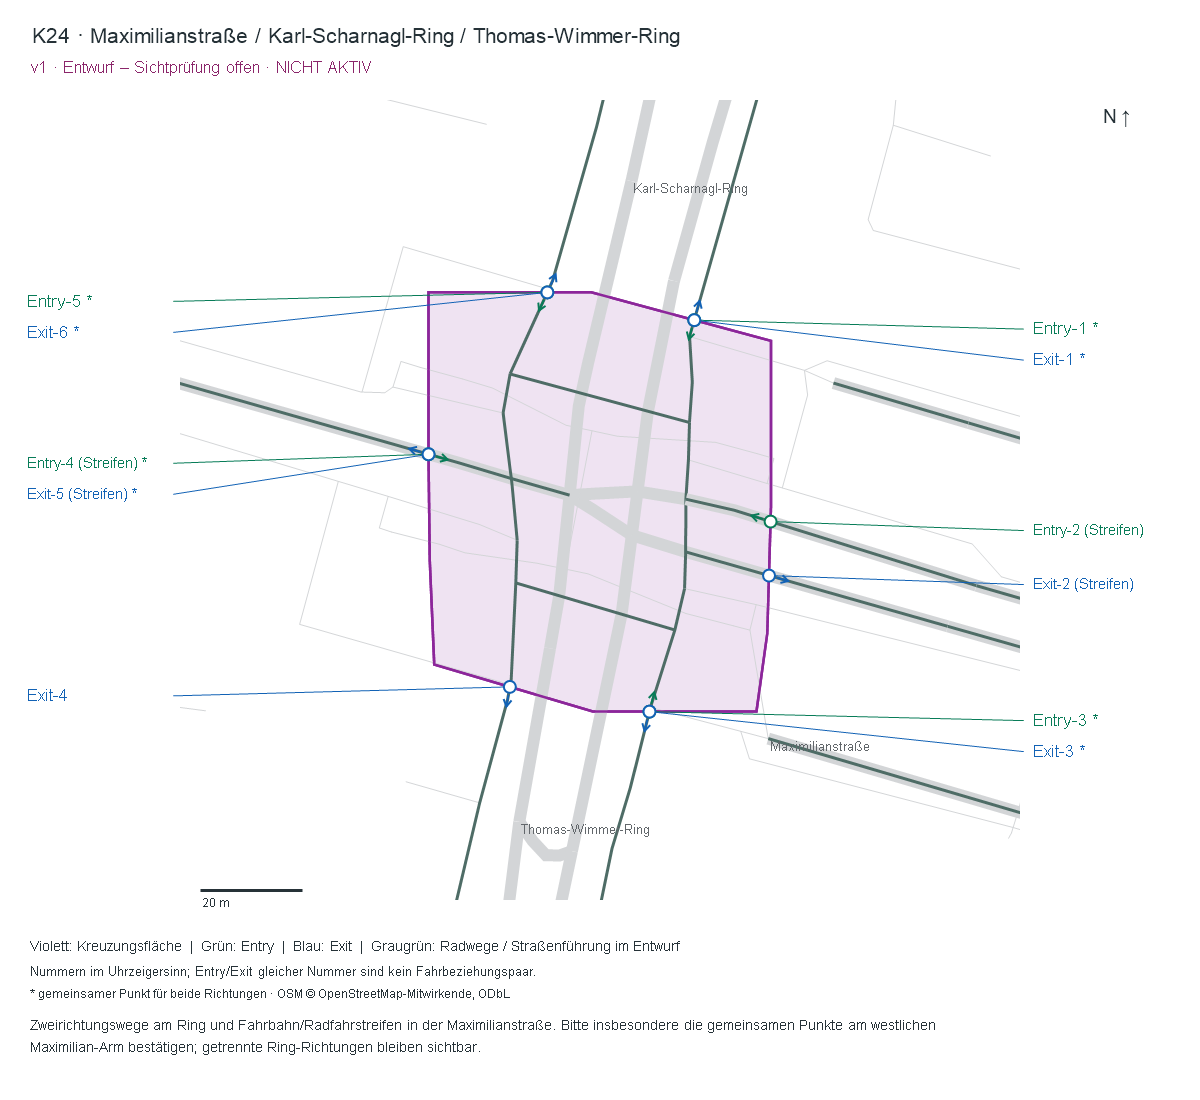 K24 · Maximilianstraße / Karl-Scharnagl-Ring / Thomas-Wimmer-Ring
v1 · Entwurf – Sichtprüfung offen · NICHT AKTIV
N ↑
Karl-Scharnagl-Ring
Entry-5 *
Exit-6 *
Entry-1 *
Exit-1 *
Entry-4 (Streifen) *
Exit-5 (Streifen) *
Entry-2 (Streifen)
Exit-2 (Streifen)
Exit-4
Entry-3 *
Exit-3 *
Maximilianstraße
Thomas-Wimmer-Ring
20 m
Violett: Kreuzungsfläche | Grün: Entry | Blau: Exit | Graugrün: Radwege / Straßenführung im Entwurf
Nummern im Uhrzeigersinn; Entry/Exit gleicher Nummer sind kein Fahrbeziehungspaar.
* gemeinsamer Punkt für beide Richtungen · OSM © OpenStreetMap-Mitwirkende, ODbL
Zweirichtungswege am Ring und Fahrbahn/Radfahrstreifen in der Maximilianstraße. Bitte insbesondere die gemeinsamen Punkte am westlichen
Maximilian-Arm bestätigen; getrennte Ring-Richtungen bleiben sichtbar.